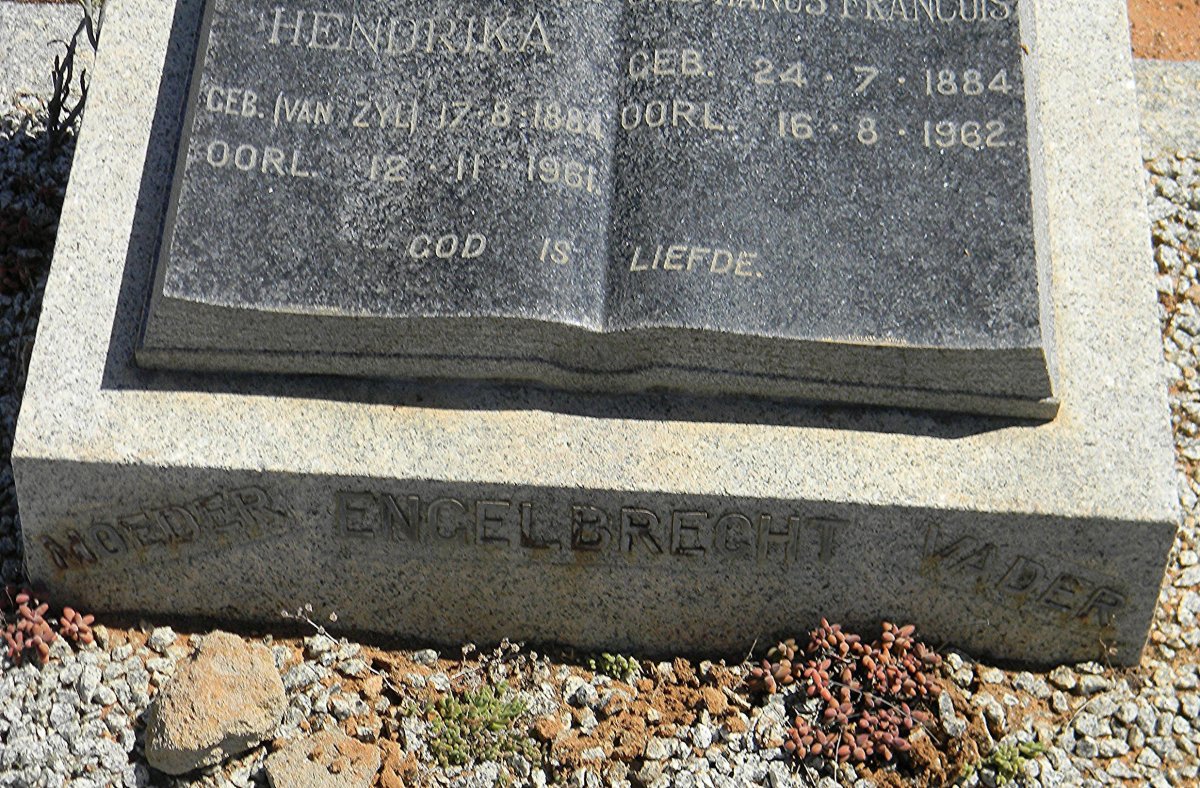 HENDRIKA
GEB. (VAN ZYL) 17·8·1884
OORL. 12·11·1961.
FRANCUIS
GEB. 24·7·1884
OORL. 16·8·1962.
GOD IS LIEFDE.
MOEDER ENGELBRECHT VADER